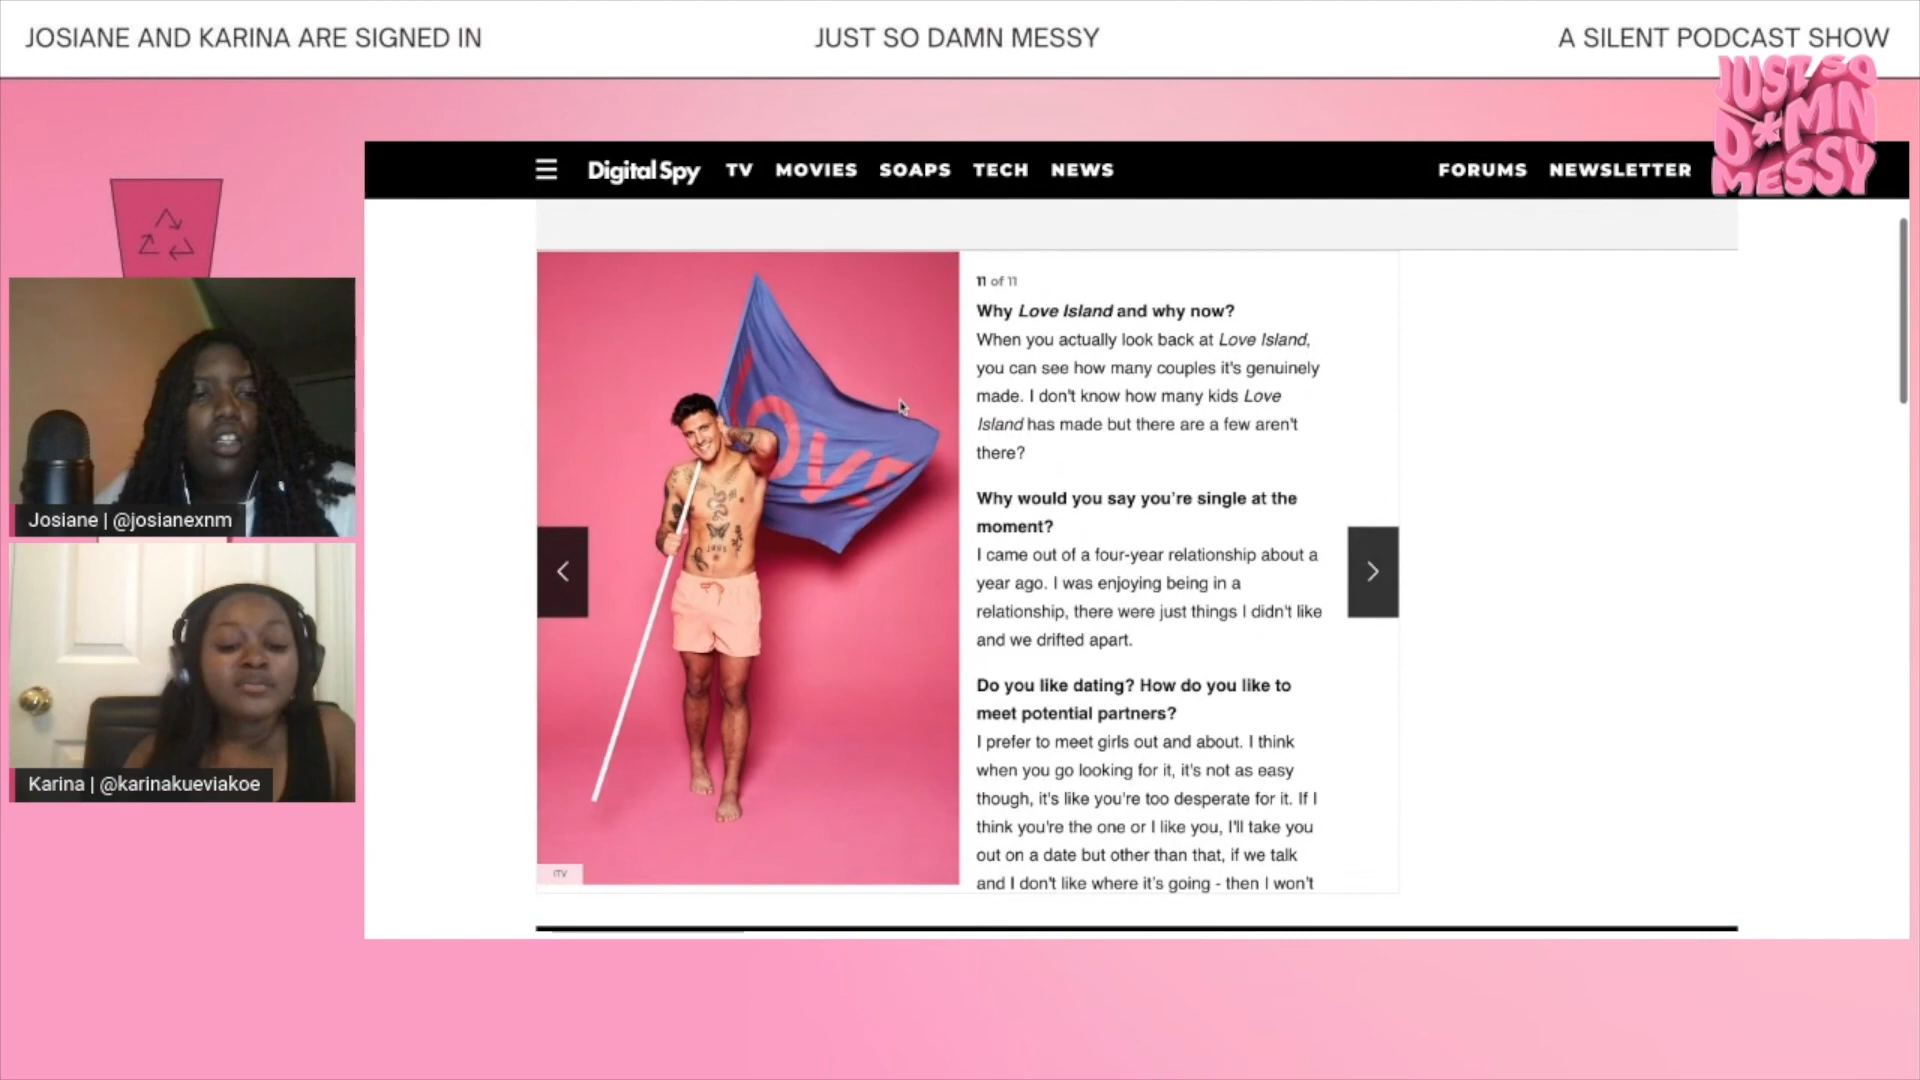 JOSIANE AND KARINA ARE SIGNED IN
JUST SO DAMN MESSY
A SILENT PODCAST SHOW
JUST SO
D*MN
MESSY
Digital Spy
TV
MOVIES
SOAPS
TECH
NEWS
FORUMS
NEWSLETTER
Josiane | @josianexnm
Karina | @karinakueviakoe
LOVE
ITV
11 of 11
Why Love Island and why now?
When you actually look back at Love Island,
you can see how many couples it's genuinely
made. I don't know how many kids Love
Island has made but there are a few aren't
there?
Why would you say you're single at the
moment?
I came out of a four-year relationship about a
year ago. I was enjoying being in a
relationship, there were just things I didn't like
and we drifted apart.
Do you like dating? How do you like to
meet potential partners?
I prefer to meet girls out and about. I think
when you go looking for it, it's not as easy
though, it's like you're too desperate for it. If I
think you're the one or I like you, I'll take you
out on a date but other than that, if we talk
and I don't like where it's going - then I won't